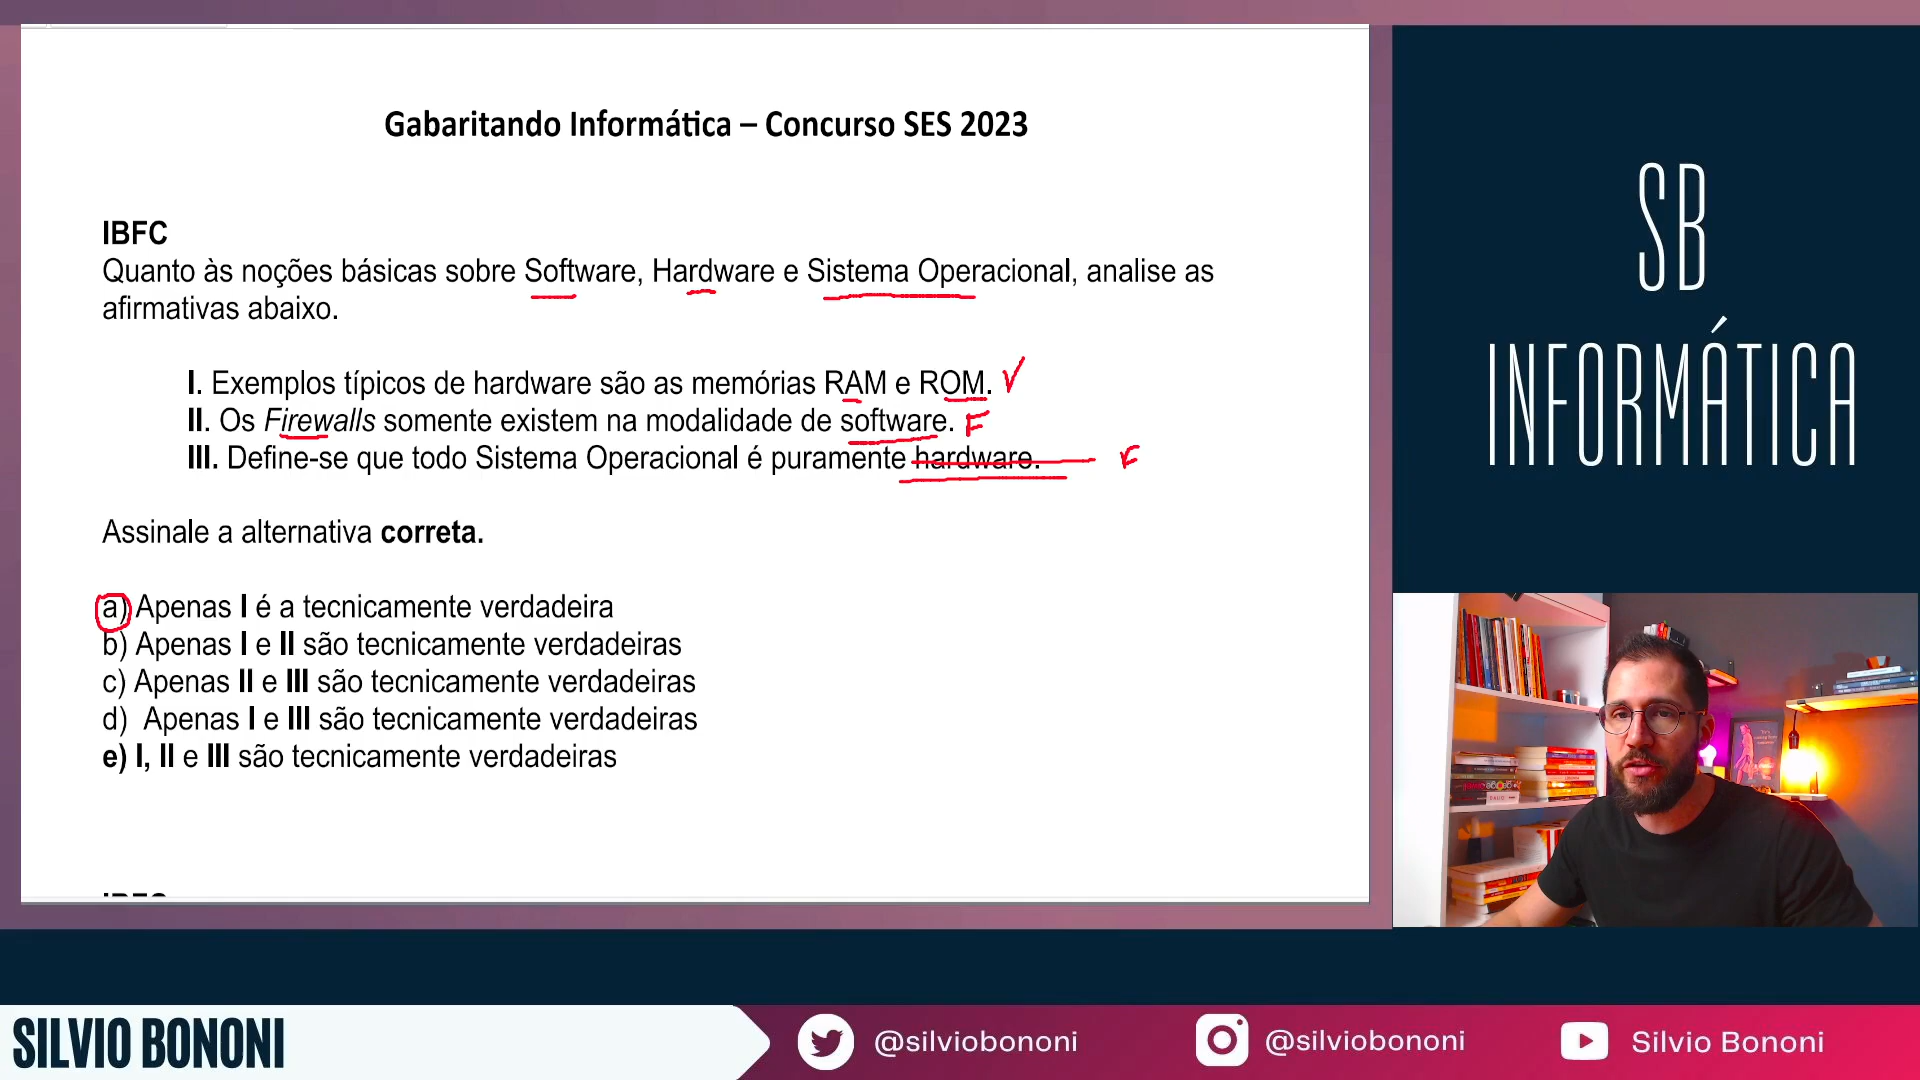 Gabaritando Informática – Concurso SES 2023
IBFC
Quanto às noções básicas sobre Software, Hardware e Sistema Operacional, analise as
afirmativas abaixo.
I. Exemplos típicos de hardware são as memórias RAM e ROM. V
II. Os Firewalls somente existem na modalidade de software. F
III. Define-se que todo Sistema Operacional é puramente hardware. F
Assinale a alternativa correta.
a) Apenas I é a tecnicamente verdadeira
b) Apenas I e II são tecnicamente verdadeiras
c) Apenas II e III são tecnicamente verdadeiras
d) Apenas I e III são tecnicamente verdadeiras
e) I, II e III são tecnicamente verdadeiras
SB
INFORMÁTICA
SILVIO BONONI
@silviobononi
@silviobononi
Silvio Bononi